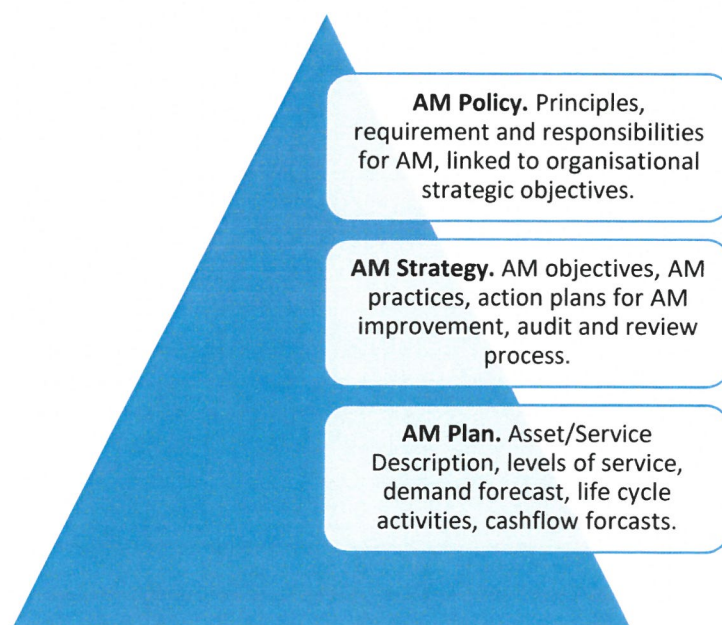 AM Policy. Principles,
requirement and responsibilities
for AM, linked to organisational
strategic objectives.
AM Strategy. AM objectives, AM
practices, action plans for AM
improvement, audit and review
process.
AM Plan. Asset/Service
Description, levels of service,
demand forecast, life cycle
activities, cashflow forcasts.